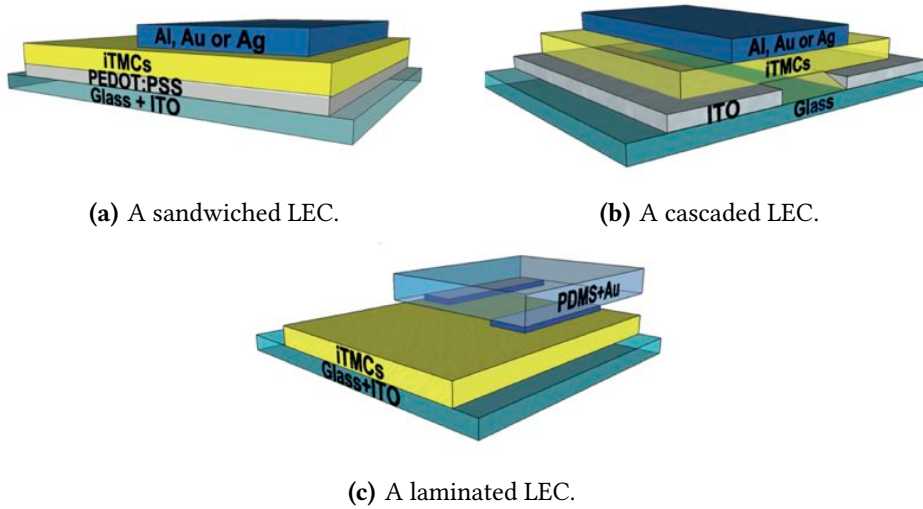 Al, Au or Ag
iTMCs
PEDOT:PSS
Glass + ITO
(a) A sandwiched LEC.
Al, Au or Ag
iTMCs
ITO
Glass
(b) A cascaded LEC.
PDMS+Au
iTMCs
Glass+ITO
(c) A laminated LEC.